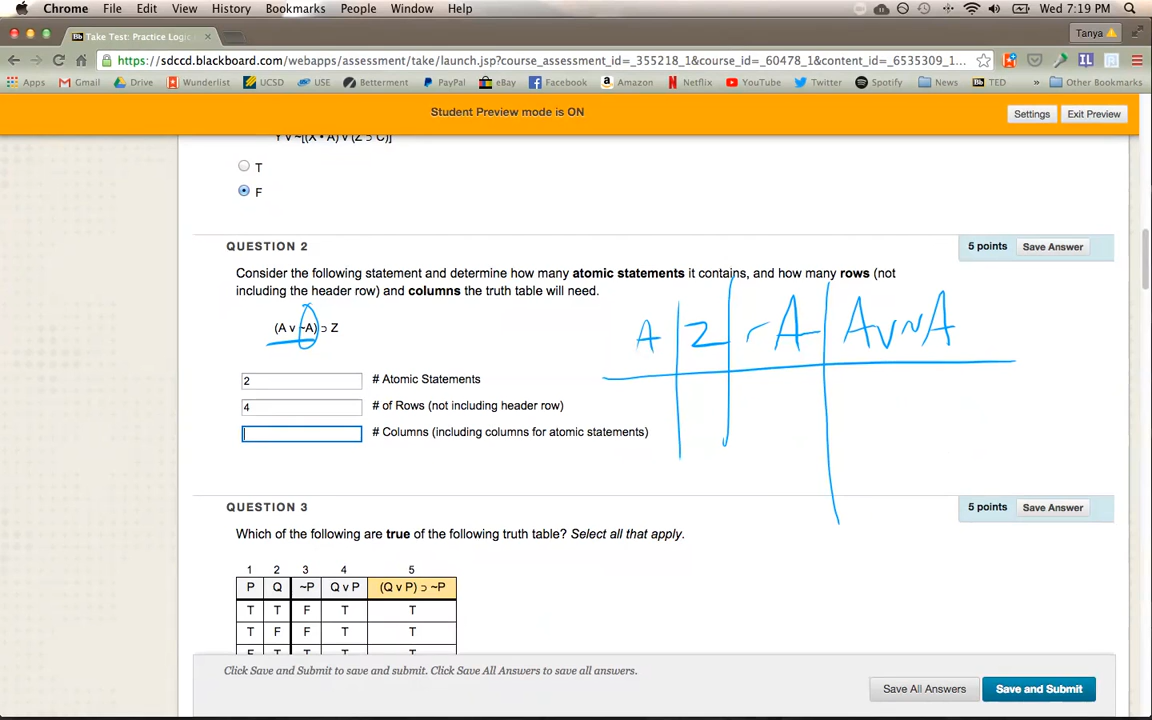 Chrome File Edit View History Bookmarks People Window Help Wed 7:19 PM
Bb Take Test: Practice Logic Tanya
https://sdccd.blackboard.com/webapps/assessment/take/launch.jsp?course_assessment_id=_355218_1&course_id=_60478_1&content_id=_6535309_1...
Apps Gmail Drive Wunderlist UCSD USE Betterment PayPal eBay Facebook Amazon Netflix YouTube Twitter Spotify News TED Other Bookmarks
Student Preview mode is ON Settings Exit Preview
Y v ~[(X • A) v (Z ⊃ C)]
T
F
QUESTION 2 5 points Save Answer
Consider the following statement and determine how many atomic statements it contains, and how many rows (not
including the header row) and columns the truth table will need.
(A v ~A) ⊃ Z
A Z ~A A v ~A
2 # Atomic Statements
4 # of Rows (not including header row)
# Columns (including columns for atomic statements)
QUESTION 3 5 points Save Answer
Which of the following are true of the following truth table? Select all that apply.
1 2 3 4 5
P Q ~P Q v P (Q v P) ⊃ ~P
T T F T T
T F F T T
F T T T T
Click Save and Submit to save and submit. Click Save All Answers to save all answers.
Save All Answers Save and Submit